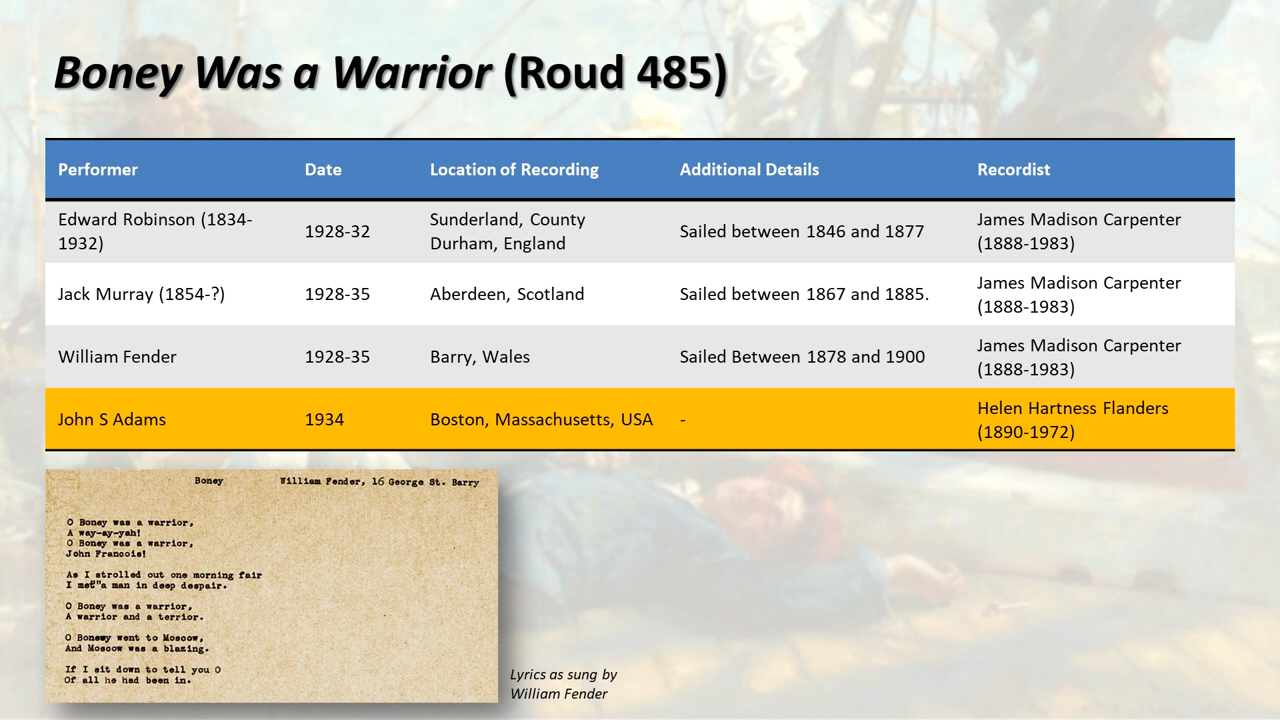 Boney Was a Warrior (Roud 485)
Performer Date Location of Recording Additional Details Recordist
Edward Robinson (1834-
1932)
1928-32
Sunderland, County
Durham, England
Sailed between 1846 and 1877
James Madison Carpenter
(1888-1983)
Jack Murray (1854-?)
1928-35
Aberdeen, Scotland
Sailed between 1867 and 1885.
James Madison Carpenter
(1888-1983)
William Fender
1928-35
Barry, Wales
Sailed Between 1878 and 1900
James Madison Carpenter
(1888-1983)
John S Adams
1934
Boston, Massachusetts, USA
-
Helen Hartness Flanders
(1890-1972)
Boney William Fender, 16 George St. Barry
O Boney was a warrior,
A way-ay-yah!
O Boney was a warrior,
John Francois!
As I strolled out one morning fair
I met a man in deep despair.
O Boney was a warrior,
A warrior and a terrior.
O Bonewy went to Moscow,
And Moscow was a blazing.
If I sit down to tell you O
Of all he had been in.
Lyrics as sung by
William Fender